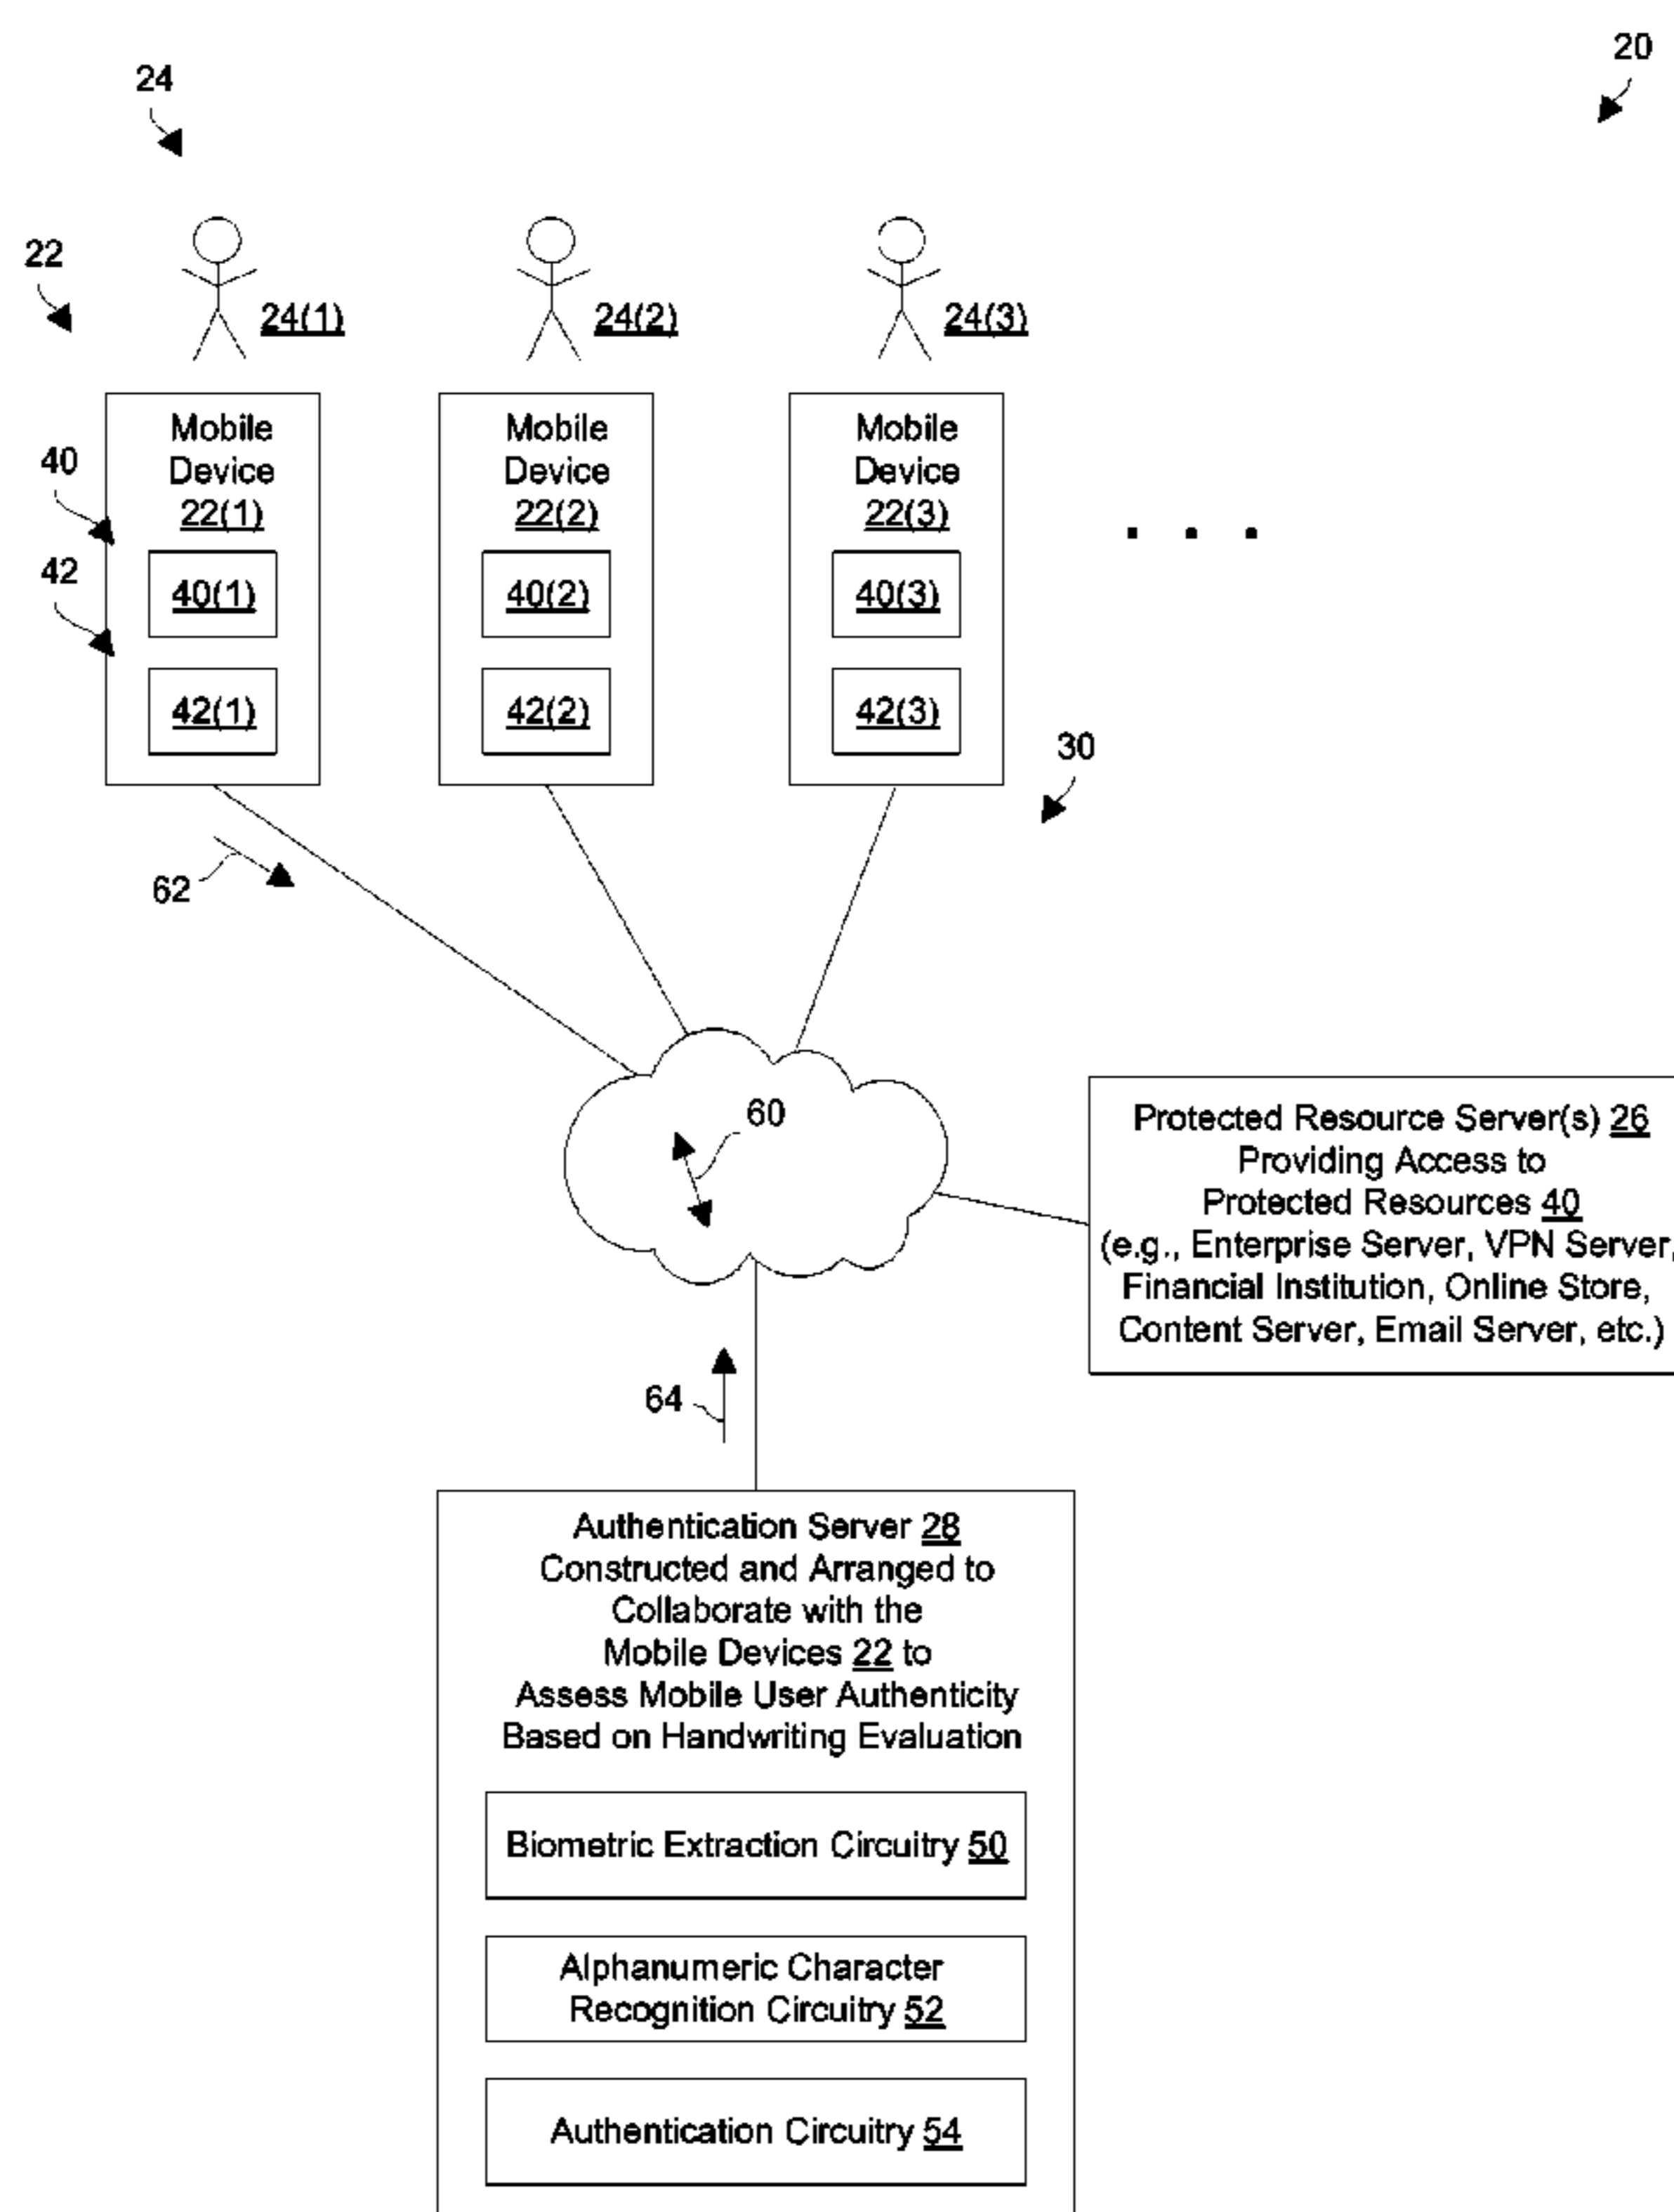 20
24
22
24(1) 24(2) 24(3)
Mobile
Device
22(1)
40(1)
42(1)
Mobile
Device
22(2)
40(2)
42(2)
Mobile
Device
22(3)
40(3)
42(3)
. . .
40
42
30
62
60
Protected Resource Server(s) 26
Providing Access to
Protected Resources 40
(e.g., Enterprise Server, VPN Server,
Financial Institution, Online Store,
Content Server, Email Server, etc.)
64
Authentication Server 28
Constructed and Arranged to
Collaborate with the
Mobile Devices 22 to
Assess Mobile User Authenticity
Based on Handwriting Evaluation
Biometric Extraction Circuitry 50
Alphanumeric Character
Recognition Circuitry 52
Authentication Circuitry 54